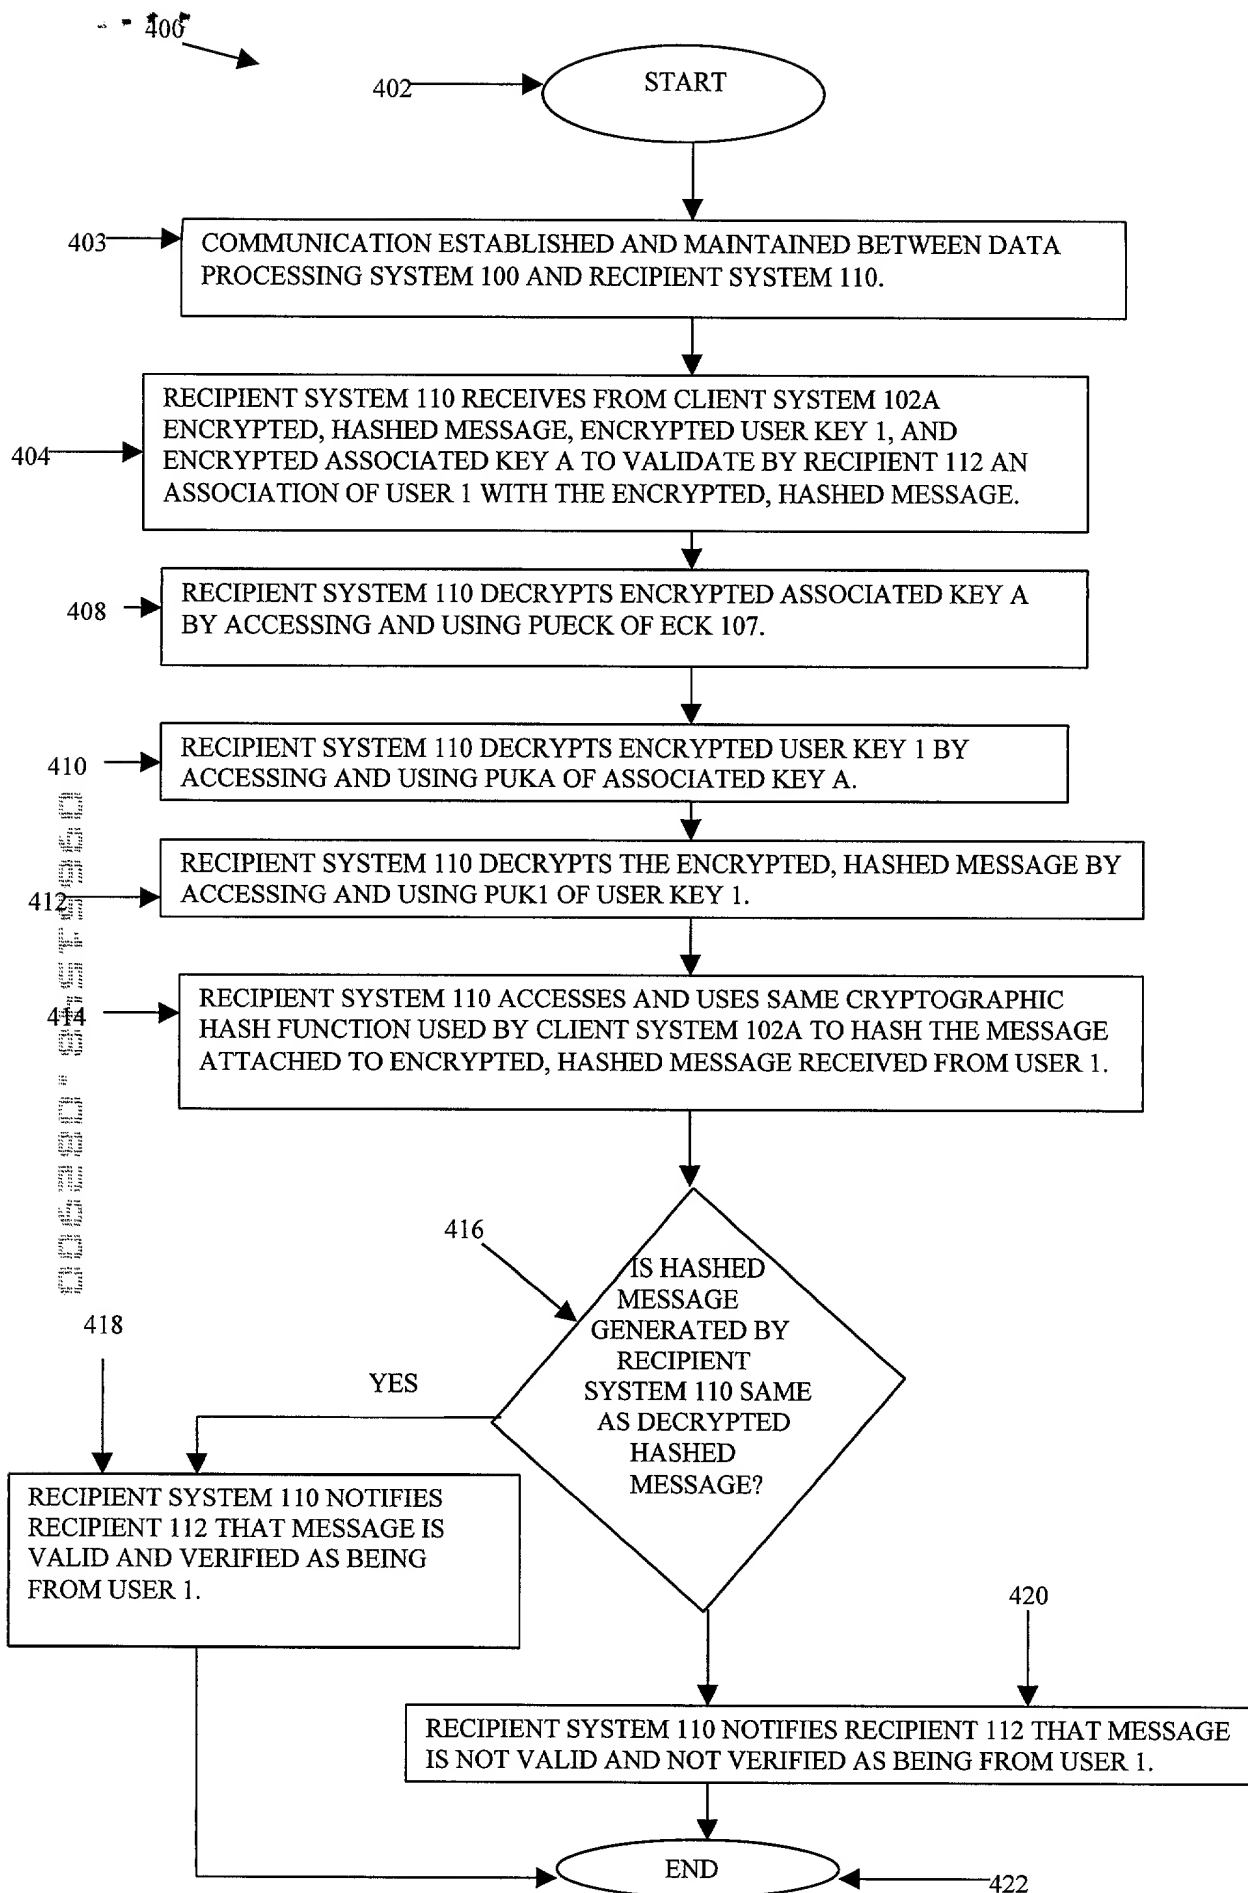 400
402
START
403
COMMUNICATION ESTABLISHED AND MAINTAINED BETWEEN DATA
PROCESSING SYSTEM 100 AND RECIPIENT SYSTEM 110.
404
RECIPIENT SYSTEM 110 RECEIVES FROM CLIENT SYSTEM 102A
ENCRYPTED, HASHED MESSAGE, ENCRYPTED USER KEY 1, AND
ENCRYPTED ASSOCIATED KEY A TO VALIDATE BY RECIPIENT 112 AN
ASSOCIATION OF USER 1 WITH THE ENCRYPTED, HASHED MESSAGE.
408
RECIPIENT SYSTEM 110 DECRYPTS ENCRYPTED ASSOCIATED KEY A
BY ACCESSING AND USING PUECK OF ECK 107.
410
RECIPIENT SYSTEM 110 DECRYPTS ENCRYPTED USER KEY 1 BY
ACCESSING AND USING PUKA OF ASSOCIATED KEY A.
412
RECIPIENT SYSTEM 110 DECRYPTS THE ENCRYPTED, HASHED MESSAGE BY
ACCESSING AND USING PUK1 OF USER KEY 1.
414
RECIPIENT SYSTEM 110 ACCESSES AND USES SAME CRYPTOGRAPHIC
HASH FUNCTION USED BY CLIENT SYSTEM 102A TO HASH THE MESSAGE
ATTACHED TO ENCRYPTED, HASHED MESSAGE RECEIVED FROM USER 1.
416
IS HASHED
MESSAGE
GENERATED BY
RECIPIENT
SYSTEM 110 SAME
AS DECRYPTED
HASHED
MESSAGE?
418
YES
RECIPIENT SYSTEM 110 NOTIFIES
RECIPIENT 112 THAT MESSAGE IS
VALID AND VERIFIED AS BEING
FROM USER 1.
420
RECIPIENT SYSTEM 110 NOTIFIES RECIPIENT 112 THAT MESSAGE
IS NOT VALID AND NOT VERIFIED AS BEING FROM USER 1.
END
422